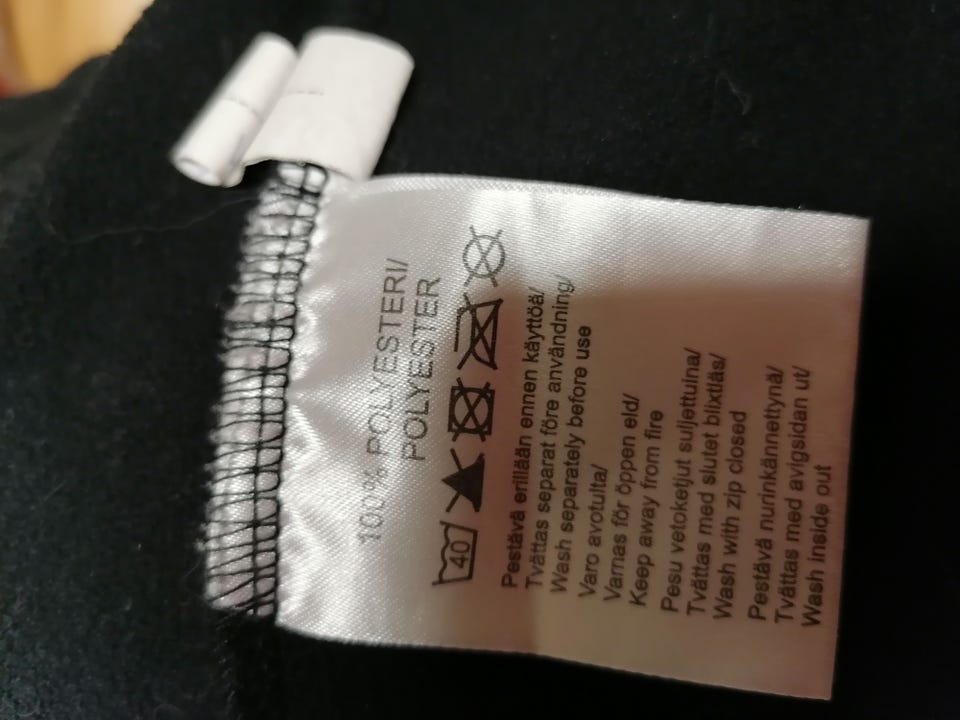 100% POLYESTERI/
POLYESTER
40
Pestävä erillään ennen käyttöä/
Tvättas separat före användning/
Wash separately before use
Varo avotulta/
Varnas för öppen eld/
Keep away from fire
Pesu vetoketjut suljettuina/
Tvättas med slutet blixtlås/
Wash with zip closed
Pestävä nurinkännettynä/
Tvättas med avigsidan ut/
Wash inside out